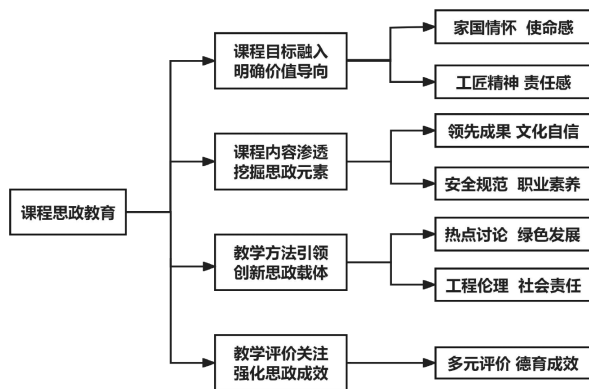 课程思政教育
课程目标融入
明确价值导向
家国情怀 使命感
工匠精神 责任感
课程内容渗透
挖掘思政元素
领先成果 文化自信
安全规范 职业素养
教学方法引领
创新思政载体
热点讨论 绿色发展
工程伦理 社会责任
教学评价关注
强化思政成效
多元评价 德育成效